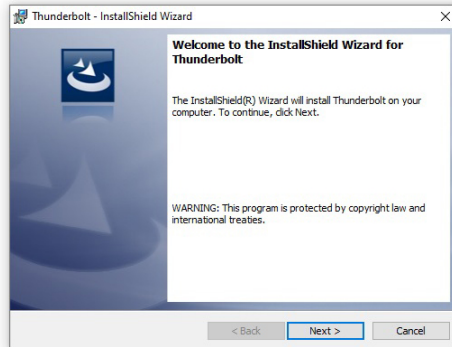 Thunderbolt - InstallShield Wizard
Welcome to the InstallShield Wizard for
Thunderbolt
The InstallShield(R) Wizard will install Thunderbolt on your
computer. To continue, click Next.
WARNING: This program is protected by copyright law and
international treaties.
< Back
Next >
Cancel